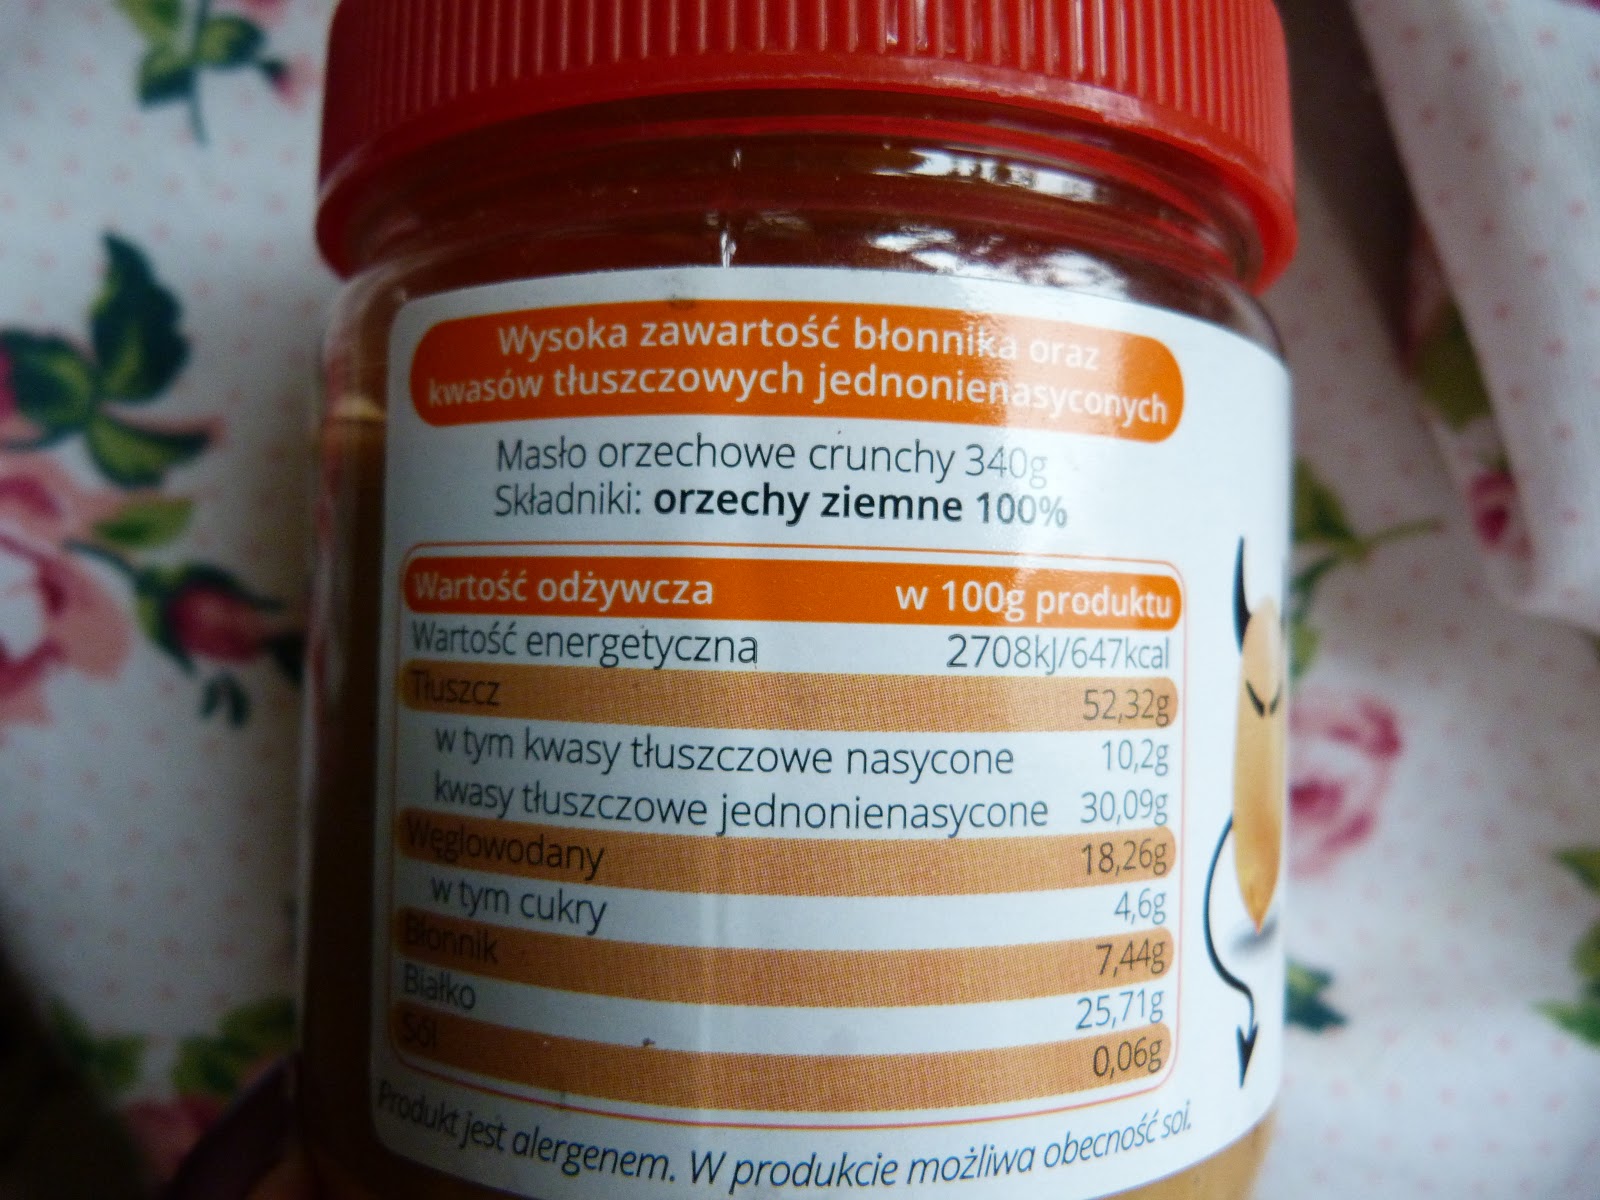 Wysoka zawartość błonnika oraz
kwasów tłuszczowych jednonienasyconych
Masło orzechowe crunchy 340g
Składniki: orzechy ziemne 100%
Wartość odżywcza w 100g produktu
Wartość energetyczna 2708kJ/647kcal
Tłuszcz 52,32g
w tym kwasy tłuszczowe nasycone 10,2g
kwasy tłuszczowe jednonienasycone 30,09g
Węglowodany 18,26g
w tym cukry 4,6g
Błonnik 7,44g
Białko 25,71g
Sól 0,06g
Produkt jest alergenem. W produkcie możliwa obecność soi.